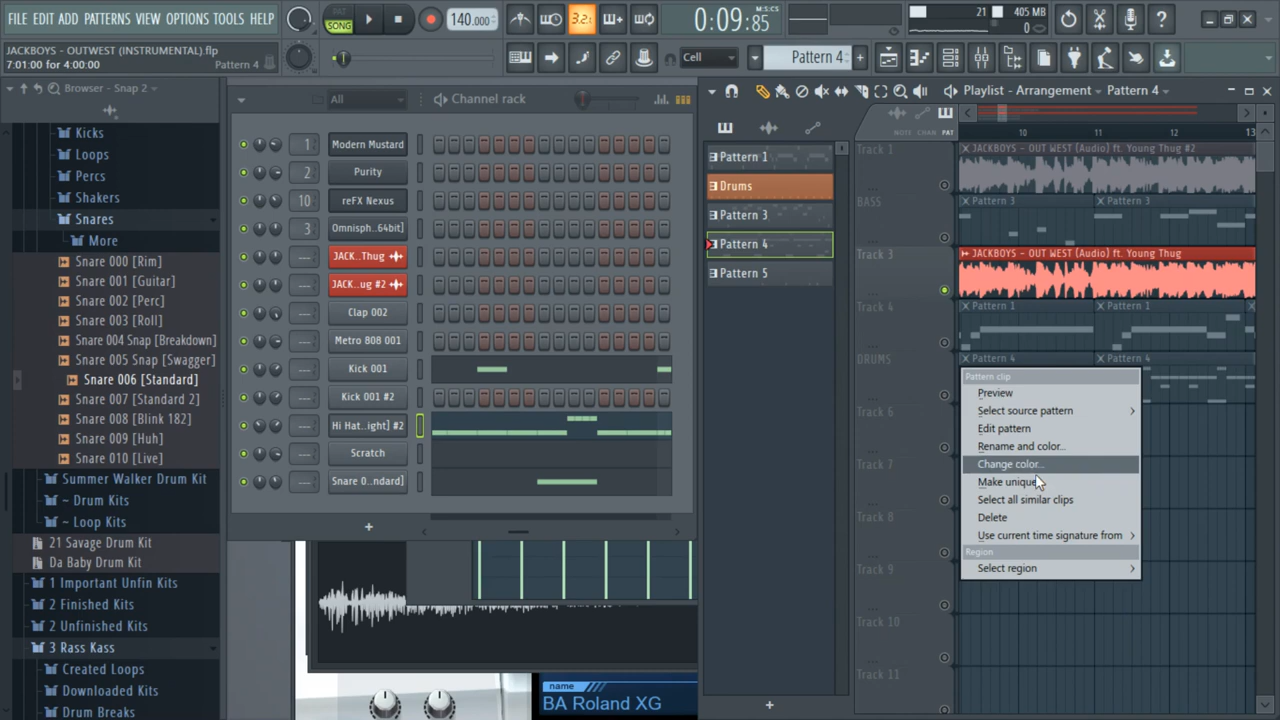 FILE EDIT ADD PATTERNS VIEW OPTIONS TOOLS HELP
PAT
SONG
140.000
3.2.
0:09:85
M:S:CS
21
405 MB
0
JACKBOYS - OUTWEST (INSTRUMENTAL).flp
7:01:00 for 4:00:00
Pattern 4
Cell
Pattern 4
+
Browser - Snap 2
Kicks
Loops
Percs
Shakers
Snares
More
Snare 000 [Rim]
Snare 001 [Guitar]
Snare 002 [Perc]
Snare 003 [Roll]
Snare 004 Snap [Breakdown]
Snare 005 Snap [Swagger]
Snare 006 [Standard]
Snare 007 [Standard 2]
Snare 008 [Blink 182]
Snare 009 [Huh]
Snare 010 [Live]
Summer Walker Drum Kit
~ Drum Kits
~ Loop Kits
21 Savage Drum Kit
Da Baby Drum Kit
1 Important Unfin Kits
2 Finished Kits
2 Unfinished Kits
3 Rass Kass
Created Loops
Downloaded Kits
Drum Breaks
All
Channel rack
1 Modern Mustard
2 Purity
10 reFX Nexus
3 Omnisph...64bit]
--- JACK..Thug
--- JACK..ug #2
--- Clap 002
--- Metro 808 001
--- Kick 001
--- Kick 001 #2
--- Hi Hat..ight] #2
--- Scratch
--- Snare 0..ndard]
+
name
BA Roland XG
Playlist - Arrangement
Pattern 4
NOTE CHAN PAT
10 11 12 13
Pattern 1
Drums
Pattern 3
Pattern 4
Pattern 5
+
Track 1
JACKBOYS - OUT WEST (Audio) ft. Young Thug #2
BASS
Pattern 3
Pattern 3
Track 3
JACKBOYS - OUT WEST (Audio) ft. Young Thug
Track 4
Pattern 1
Pattern 1
DRUMS
Pattern 4
Pattern 4
Track 6
Track 7
Track 8
Track 9
Track 10
Track 11
Pattern clip
Preview
Select source pattern
Edit pattern
Rename and color...
Change color...
Make unique
Select all similar clips
Delete
Use current time signature from
Region
Select region